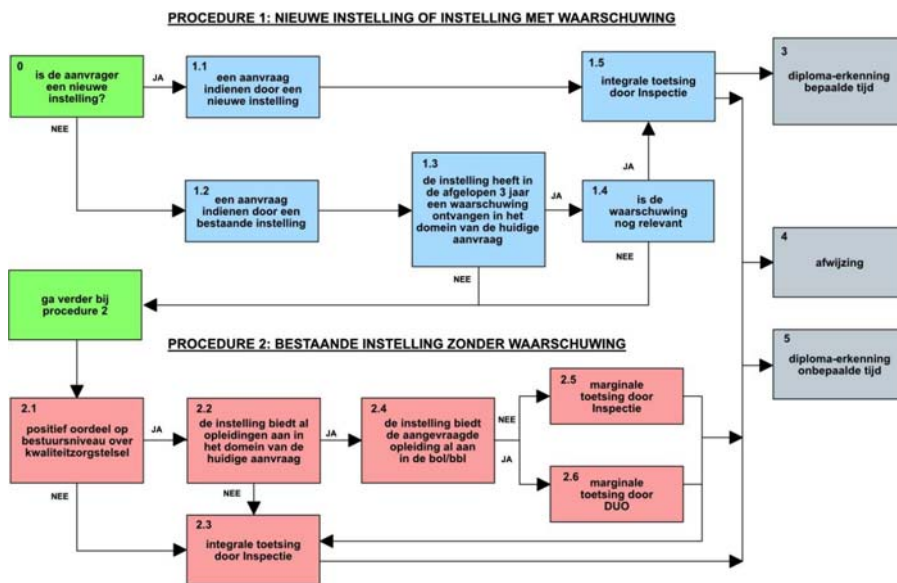 PROCEDURE 1: NIEUWE INSTELLING OF INSTELLING MET WAARSCHUWING
0
is de aanvrager
een nieuwe
instelling?
JA
NEE
1.1
een aanvraag
indienen door een
nieuwe instelling
1.5
integrale toetsing
door Inspectie
3
diploma-erkenning
bepaalde tijd
1.2
een aanvraag
indienen door een
bestaande instelling
1.3
de instelling heeft in
de afgelopen 3 jaar
een waarschuwing
ontvangen in het
domein van de huidige
aanvraag
JA
NEE
1.4
is de
waarschuwing
nog relevant
JA
NEE
4
afwijzing
ga verder bij
procedure 2
5
diploma-erkenning
onbepaalde tijd
PROCEDURE 2: BESTAANDE INSTELLING ZONDER WAARSCHUWING
2.1
positief oordeel op
bestuursniveau over
kwaliteitzorgstelsel
JA
NEE
2.2
de instelling biedt al
opleidingen aan in
het domein van de
huidige aanvraag
JA
NEE
2.4
de instelling biedt
de aangevraagde
opleiding al aan
in de bol/bbl
NEE
JA
2.5
marginale
toetsing door
Inspectie
2.6
marginale
toetsing door
DUO
2.3
integrale toetsing
door Inspectie